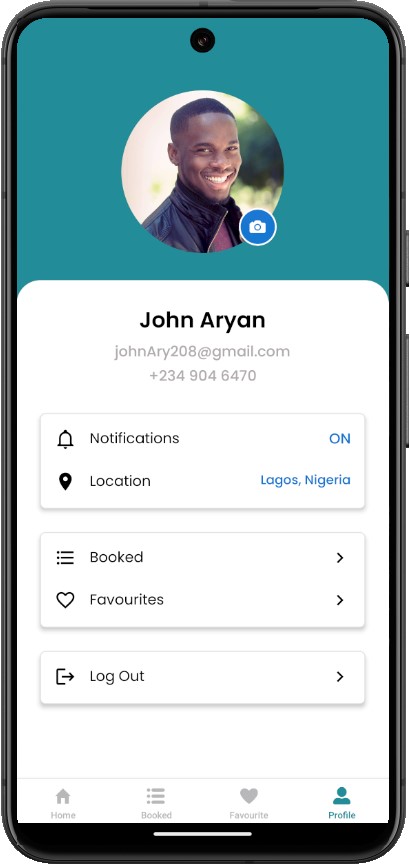 John Aryan
johnAry208@gmail.com
+234 904 6470
Notifications ON
Location Lagos, Nigeria
Booked
Favourites
Log Out
Home Booked Favourite Profile